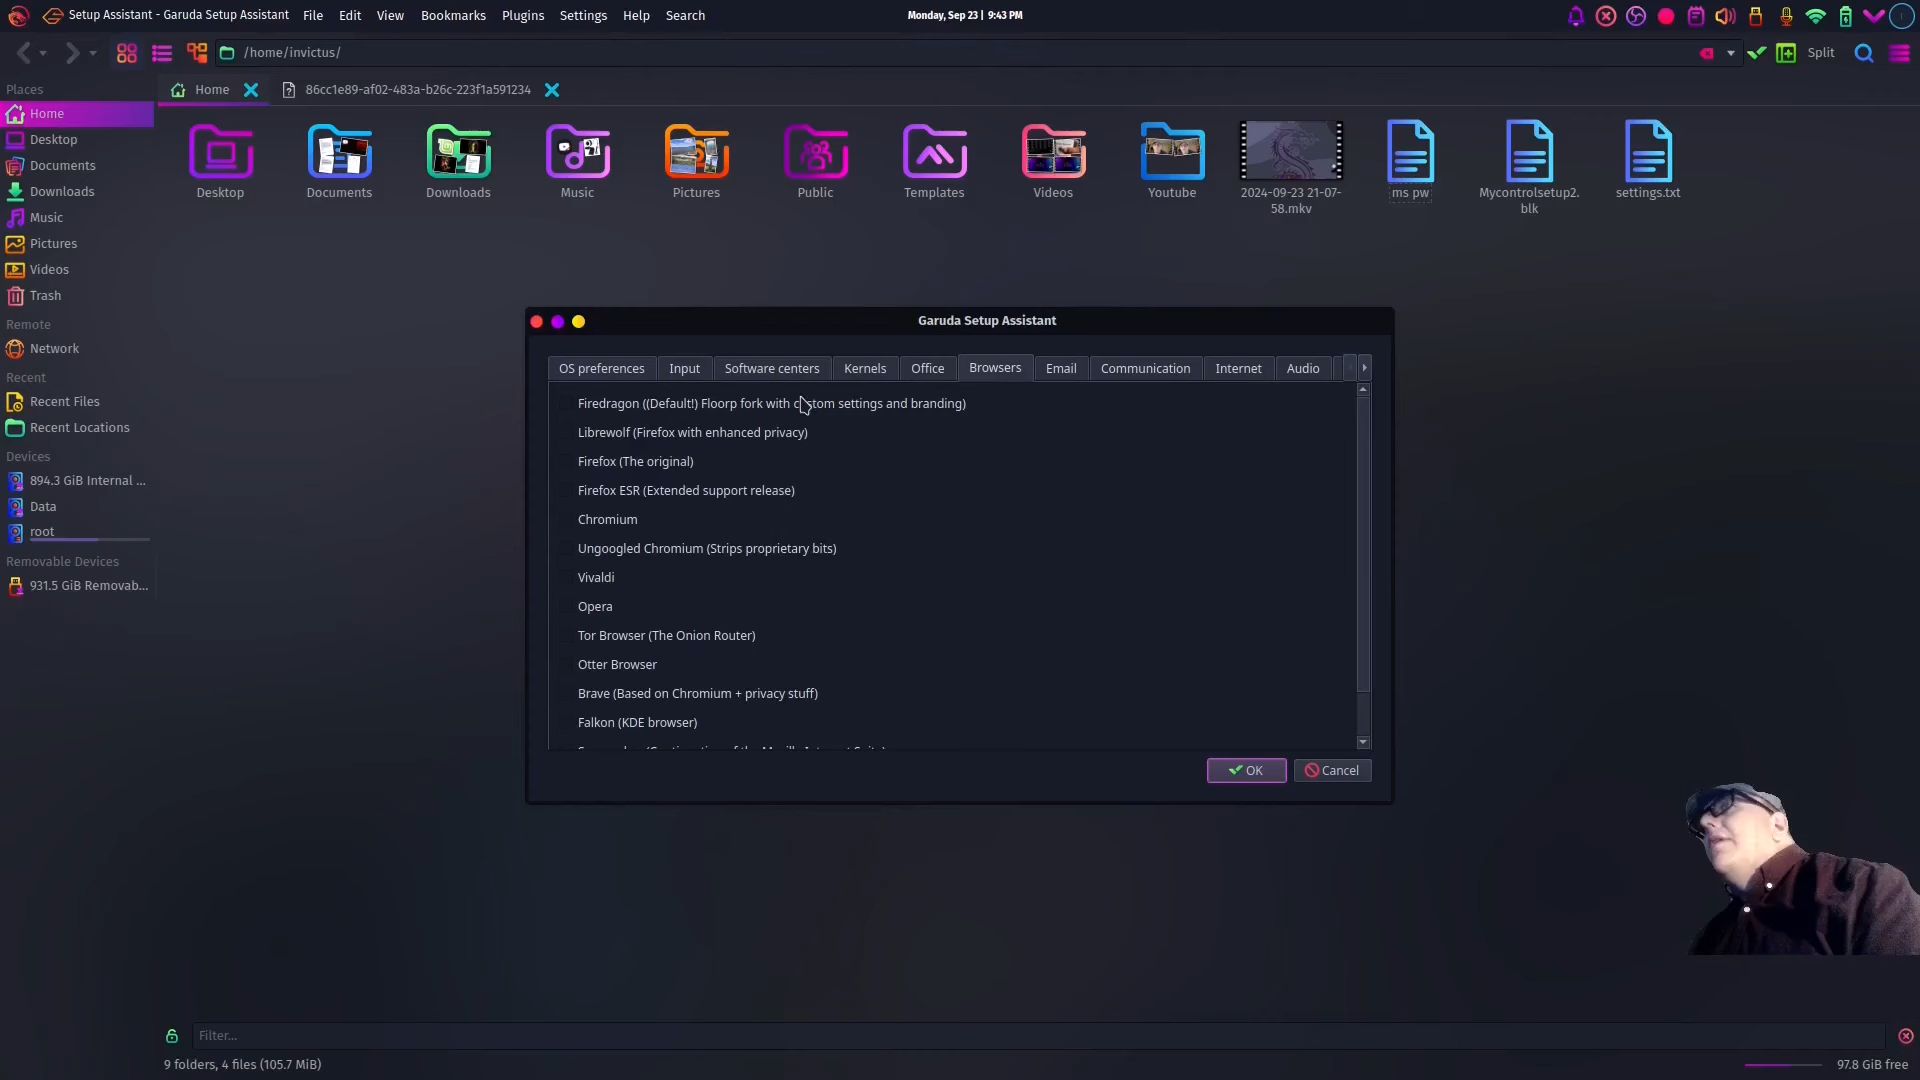 Setup Assistant - Garuda Setup Assistant File Edit View Bookmarks Plugins Settings Help Search
Monday, Sep 23 | 9:43 PM
/home/invictus/
Split
Places
Home
Desktop
Documents
Downloads
Music
Pictures
Videos
Trash
Remote
Network
Recent
Recent Files
Recent Locations
Devices
894.3 GiB Internal ...
Data
root
Removable Devices
931.5 GiB Removab...
Home
86cc1e89-af02-483a-b26c-223f1a591234
Desktop
Documents
Downloads
Music
Pictures
Public
Templates
Videos
Youtube
2024-09-23 21-07-
58.mkv
ms pw
Mycontrolsetup2.
blk
settings.txt
Garuda Setup Assistant
OS preferences Input Software centers Kernels Office Browsers Email Communication Internet Audio
Firedragon ((Default!) Floorp fork with custom settings and branding)
Librewolf (Firefox with enhanced privacy)
Firefox (The original)
Firefox ESR (Extended support release)
Chromium
Ungoogled Chromium (Strips proprietary bits)
Vivaldi
Opera
Tor Browser (The Onion Router)
Otter Browser
Brave (Based on Chromium + privacy stuff)
Falkon (KDE browser)
OK
Cancel
Filter...
9 folders, 4 files (105.7 MiB)
97.8 GiB free